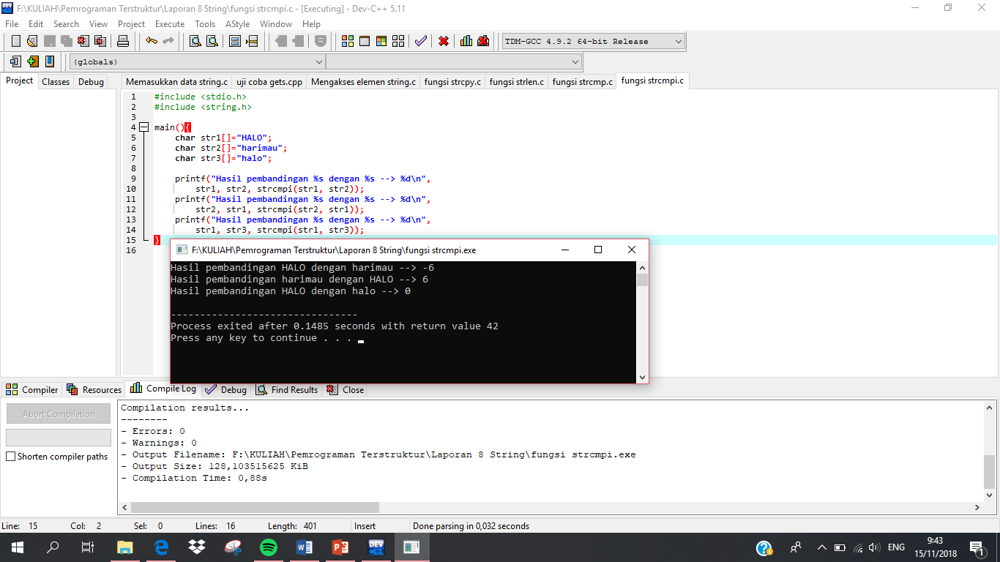 F:\KULIAH\Pemrograman Terstruktur\Laporan 8 String\fungsi strcmpi.c - [Executing] - Dev-C++ 5.11
File Edit Search View Project Execute Tools AStyle Window Help
TDM-GCC 4.9.2 64-bit Release
(globals)
Project Classes Debug Memasukkan data string.c uji coba gets.cpp Mengakses elemen string.c fungsi strcpy.c fungsi strlen.c fungsi strcmp.c fungsi strcmpi.c
1 #include <stdio.h>
2 #include <string.h>
3
4 main(){
5 char str1[]="HALO";
6 char str2[]="harimau";
7 char str3[]="halo";
8
9 printf("Hasil pembandingan %s dengan %s --> %d\n",
10 str1, str2, strcmpi(str1, str2));
11 printf("Hasil pembandingan %s dengan %s --> %d\n",
12 str2, str1, strcmpi(str2, str1));
13 printf("Hasil pembandingan %s dengan %s --> %d\n",
14 str1, str3, strcmpi(str1, str3));
15 }
16
F:\KULIAH\Pemrograman Terstruktur\Laporan 8 String\fungsi strcmpi.exe
Hasil pembandingan HALO dengan harimau --> -6
Hasil pembandingan harimau dengan HALO --> 6
Hasil pembandingan HALO dengan halo --> 0
--------------------------------
Process exited after 0.1485 seconds with return value 42
Press any key to continue . . .
Compiler Resources Compile Log Debug Find Results Close
Abort Compilation
Shorten compiler paths
Compilation results...
--------
- Errors: 0
- Warnings: 0
- Output Filename: F:\KULIAH\Pemrograman Terstruktur\Laporan 8 String\fungsi strcmpi.exe
- Output Size: 128,103515625 KiB
- Compilation Time: 0,88s
Line: 15 Col: 2 Sel: 0 Lines: 16 Length: 401 Insert Done parsing in 0,032 seconds
ENG
9:43
15/11/2018
1